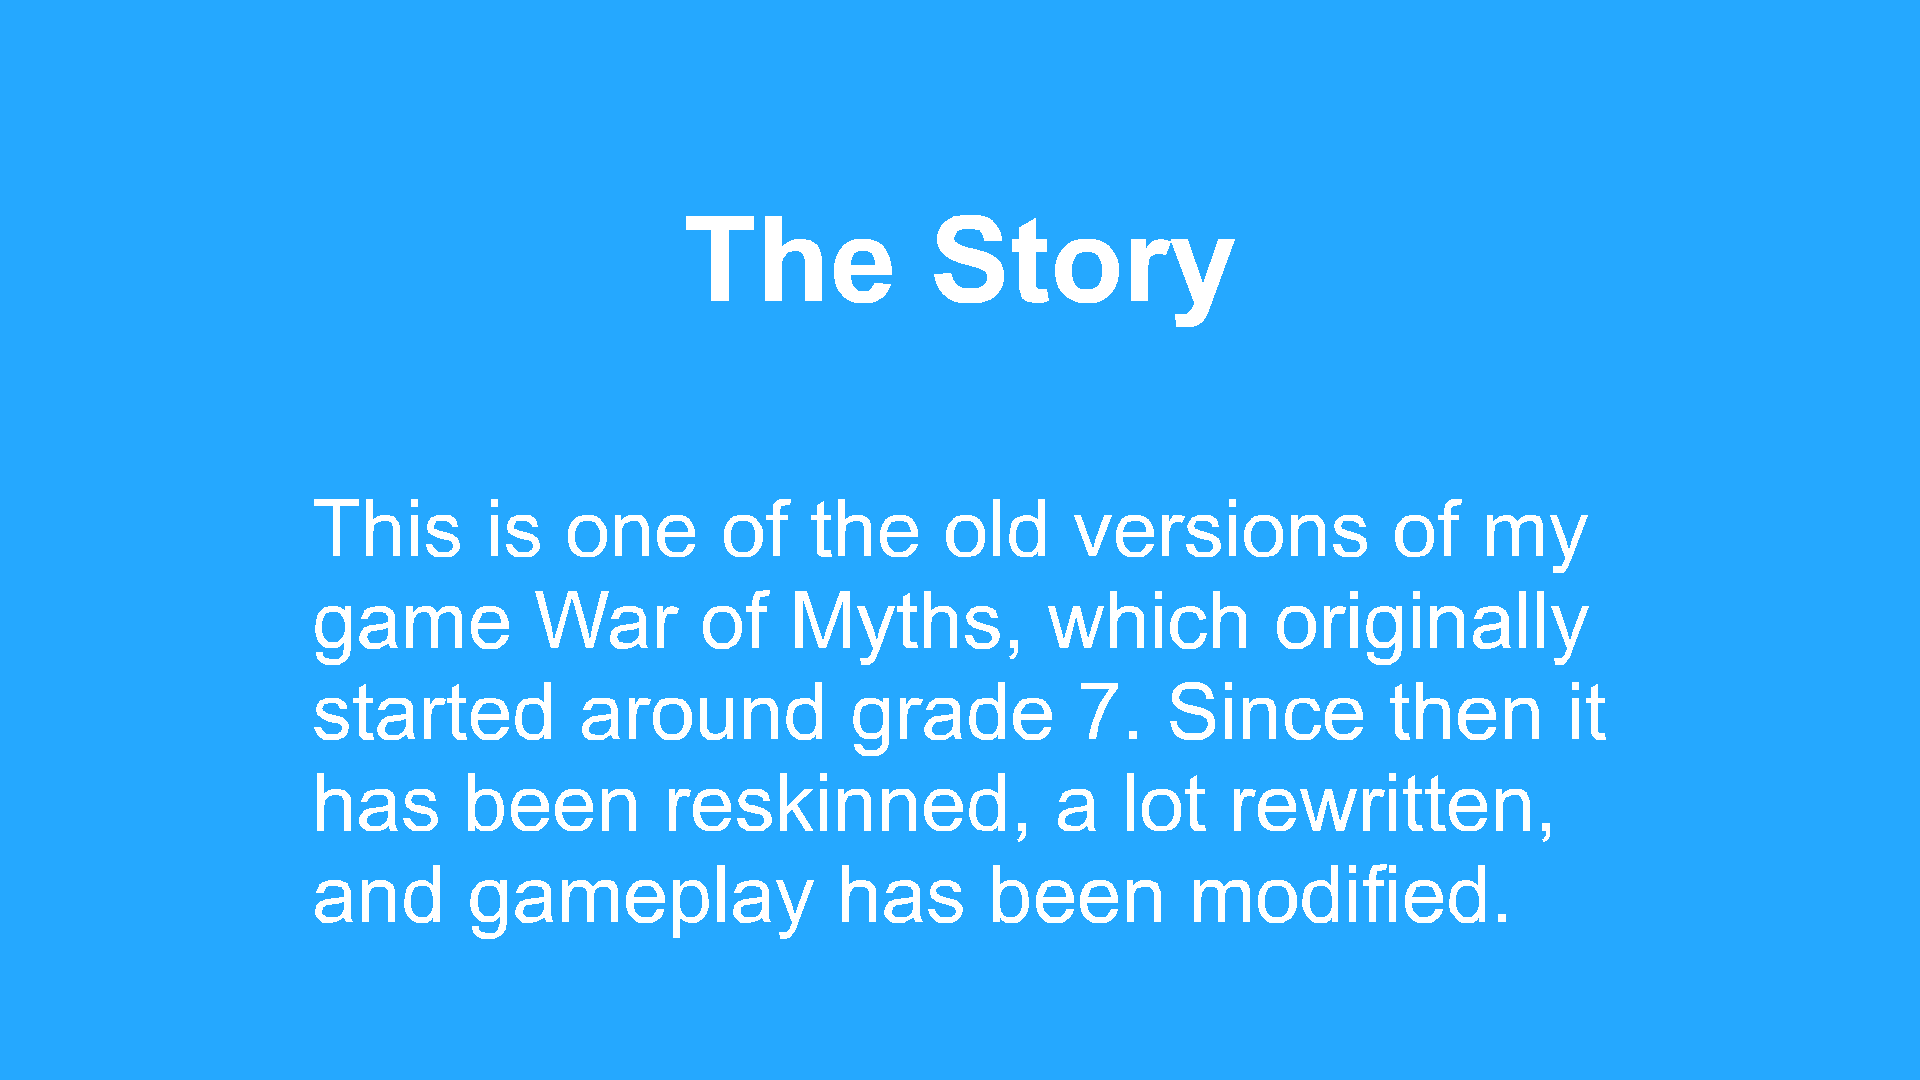 The Story
This is one of the old versions of my
game War of Myths, which originally
started around grade 7. Since then it
has been reskinned, a lot rewritten,
and gameplay has been modified.